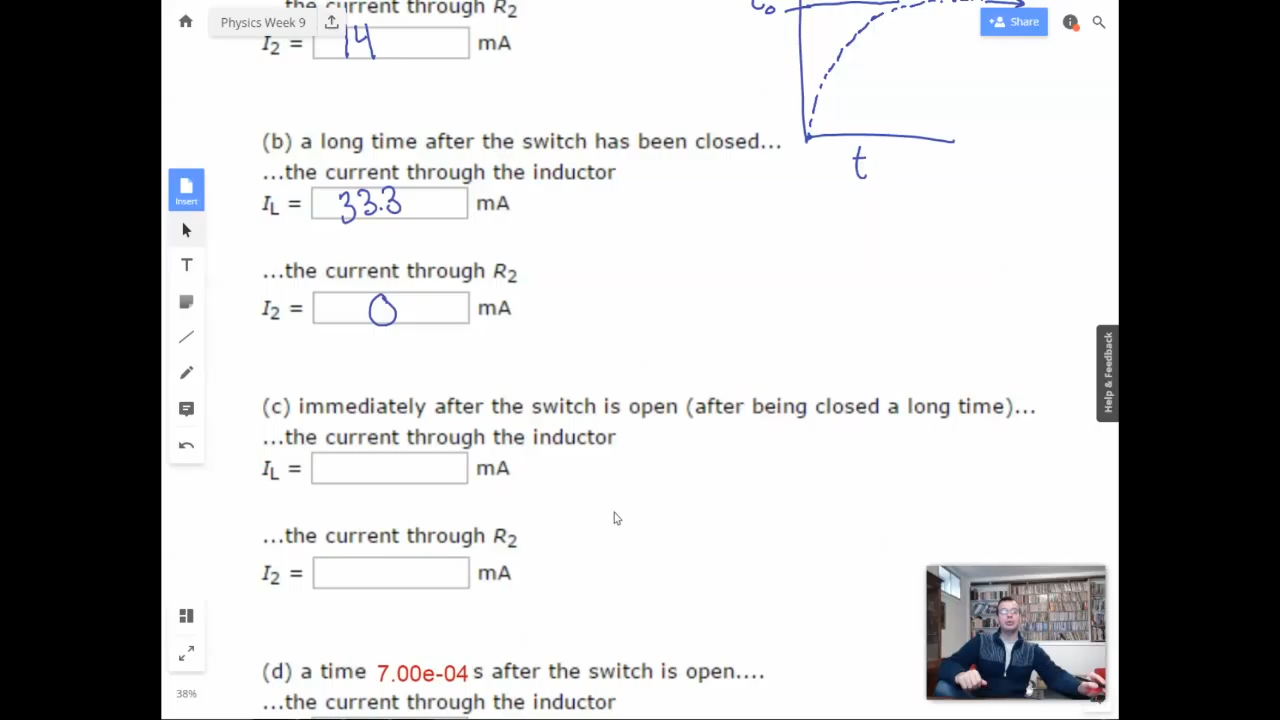 ...the current through R2
Physics Week 9
Share
I2 = 14 mA
(b) a long time after the switch has been closed...
t
...the current through the inductor
Insert
IL = 33.3 mA
T
...the current through R2
I2 = 0 mA
Help & Feedback
(c) immediately after the switch is open (after being closed a long time)...
...the current through the inductor
IL = mA
...the current through R2
I2 = mA
(d) a time 7.00e-04 s after the switch is open....
38%
...the current through the inductor